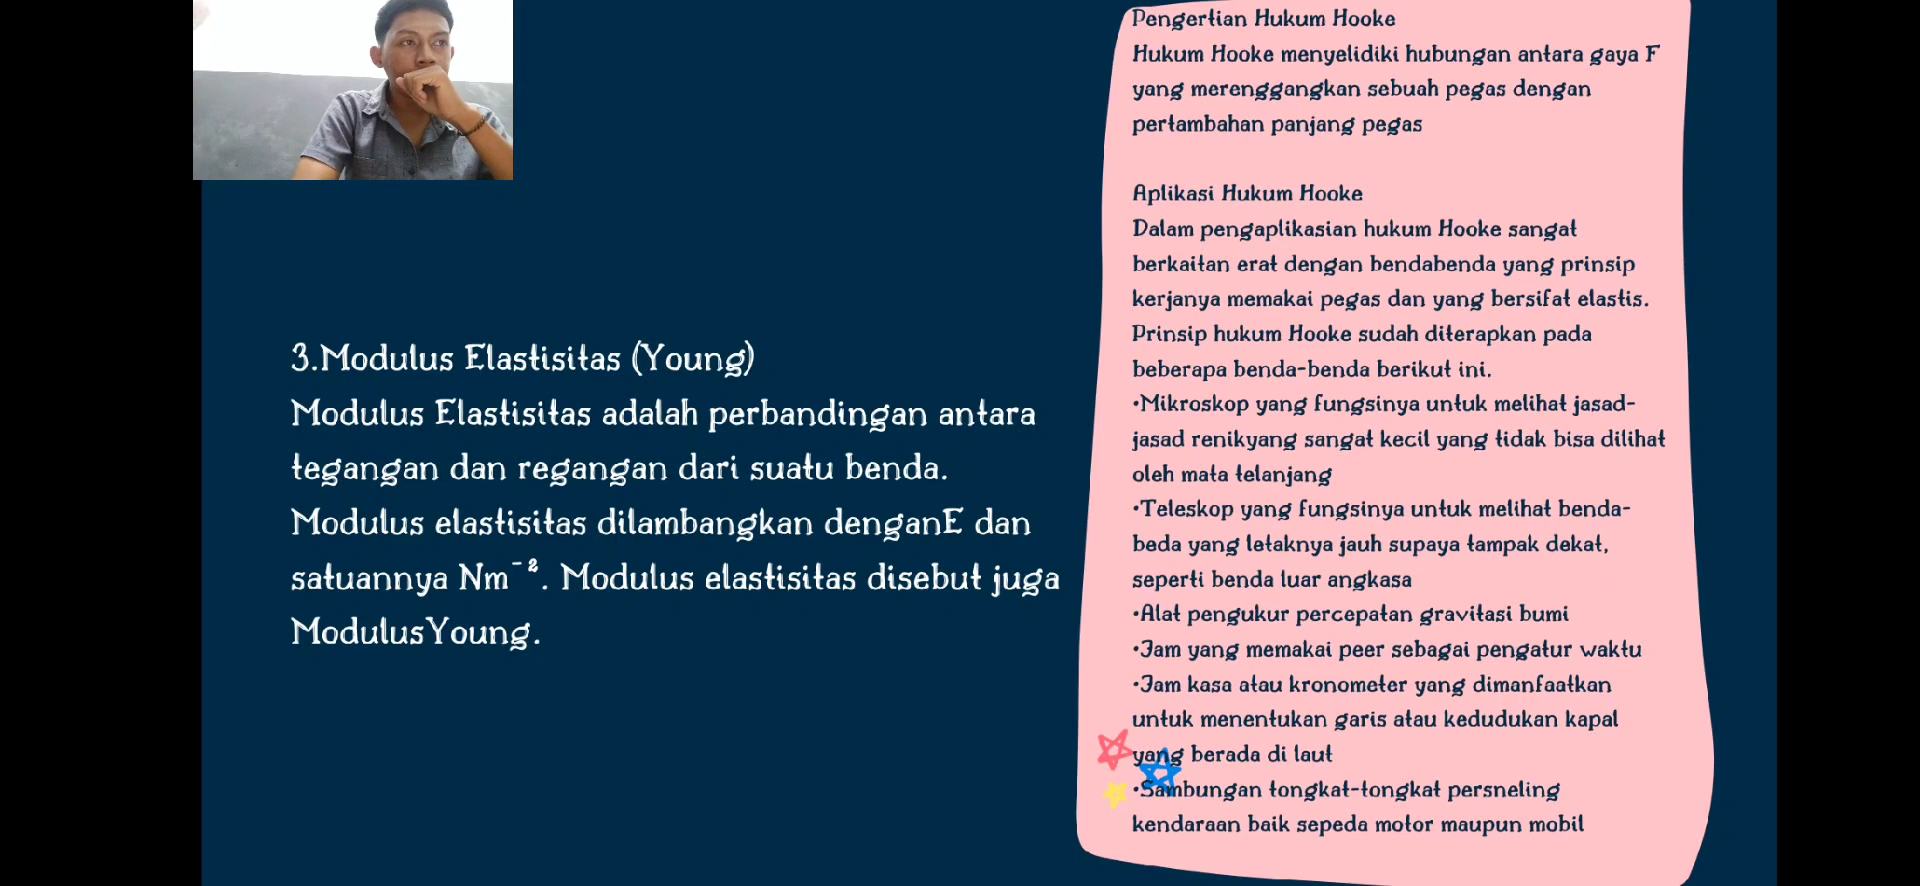 3.Modulus Elastisitas (Young)
Modulus Elastisitas adalah perbandingan antara
tegangan dan regangan dari suatu benda.
Modulus elastisitas dilambangkan denganE dan
satuannya Nm⁻². Modulus elastisitas disebut juga
ModulusYoung.
Pengertian Hukum Hooke
Hukum Hooke menyelidiki hubungan antara gaya F
yang merenggangkan sebuah pegas dengan
pertambahan panjang pegas
Aplikasi Hukum Hooke
Dalam pengaplikasian hukum Hooke sangat
berkaitan erat dengan bendabenda yang prinsip
kerjanya memakai pegas dan yang bersifat elastis.
Prinsip hukum Hooke sudah diterapkan pada
beberapa benda-benda berikut ini.
•Mikroskop yang fungsinya untuk melihat jasad-
jasad renikyang sangat kecil yang tidak bisa dilihat
oleh mata telanjang
•Teleskop yang fungsinya untuk melihat benda-
beda yang letaknya jauh supaya tampak dekat,
seperti benda luar angkasa
•Alat pengukur percepatan gravitasi bumi
•Jam yang memakai peer sebagai pengatur waktu
•Jam kasa atau kronometer yang dimanfaatkan
untuk menentukan garis atau kedudukan kapal
yang berada di laut
•Sambungan tongkat-tongkat persneling
kendaraan baik sepeda motor maupun mobil